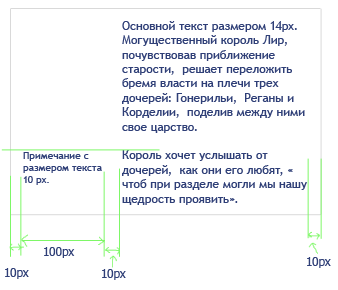 Основной текст размером 14px.
Могущественный король Лир,
почувствовав приближение
старости, решает переложить
бремя власти на плечи трех
дочерей: Гонерильи, Реганы и
Корделии, поделив между ними
свое царство.
Примечание с
размером текста
10 px.
Король хочет услышать от
дочерей, как они его любят, «
чтоб при разделе могли мы нашу
щедрость проявить».
100px
10px
10px
10px